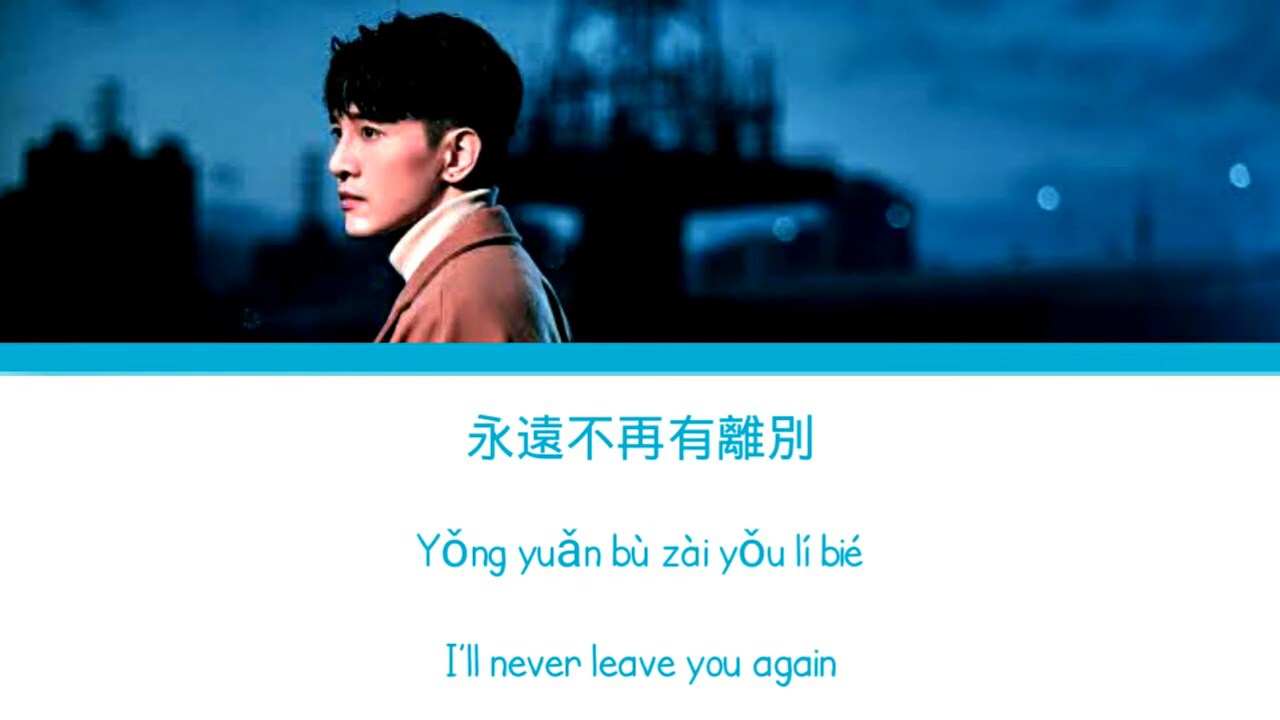 永遠不再有離別
Yǒng yuǎn bù zài yǒu lí bié
I'll never leave you again